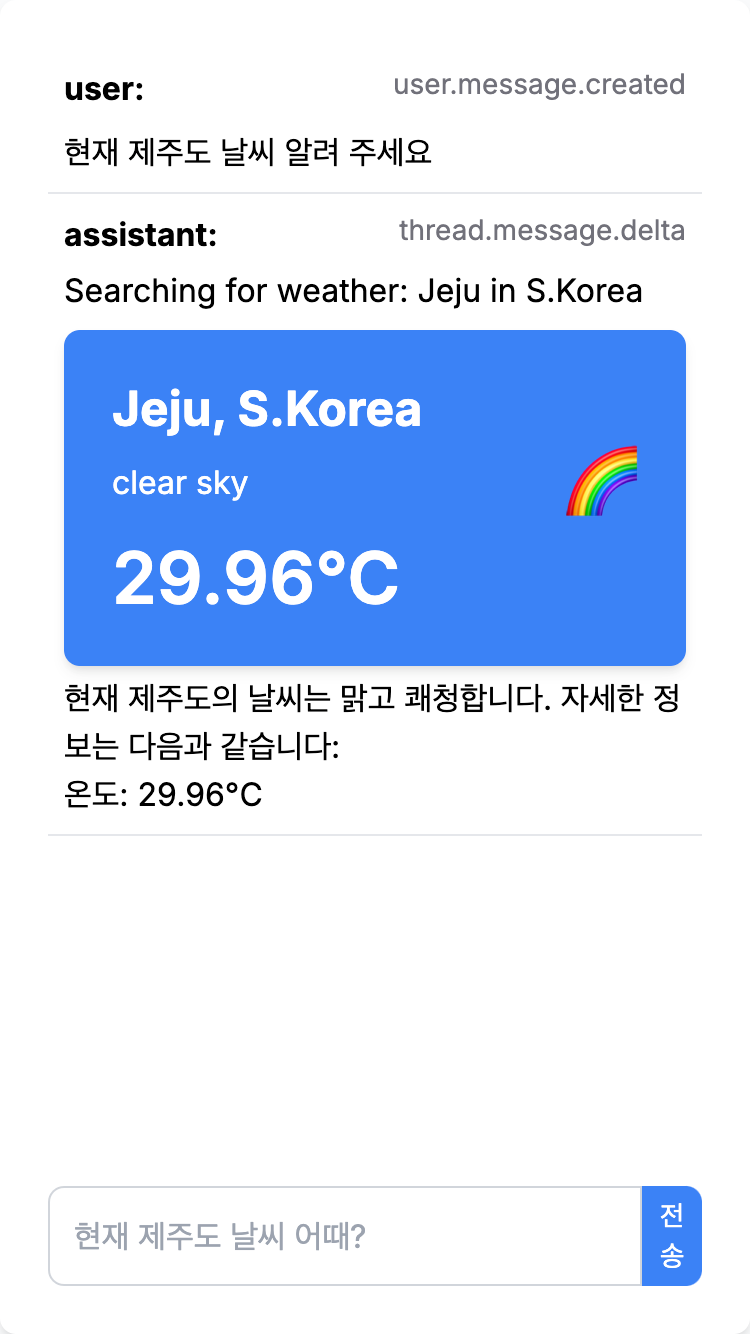 user:
user.message.created
현재 제주도 날씨 알려 주세요
assistant:
thread.message.delta
Searching for weather: Jeju in S.Korea
Jeju, S.Korea
clear sky
29.96°C
현재 제주도의 날씨는 맑고 쾌청합니다. 자세한 정
보는 다음과 같습니다:
온도: 29.96°C
현재 제주도 날씨 어때?
전
송